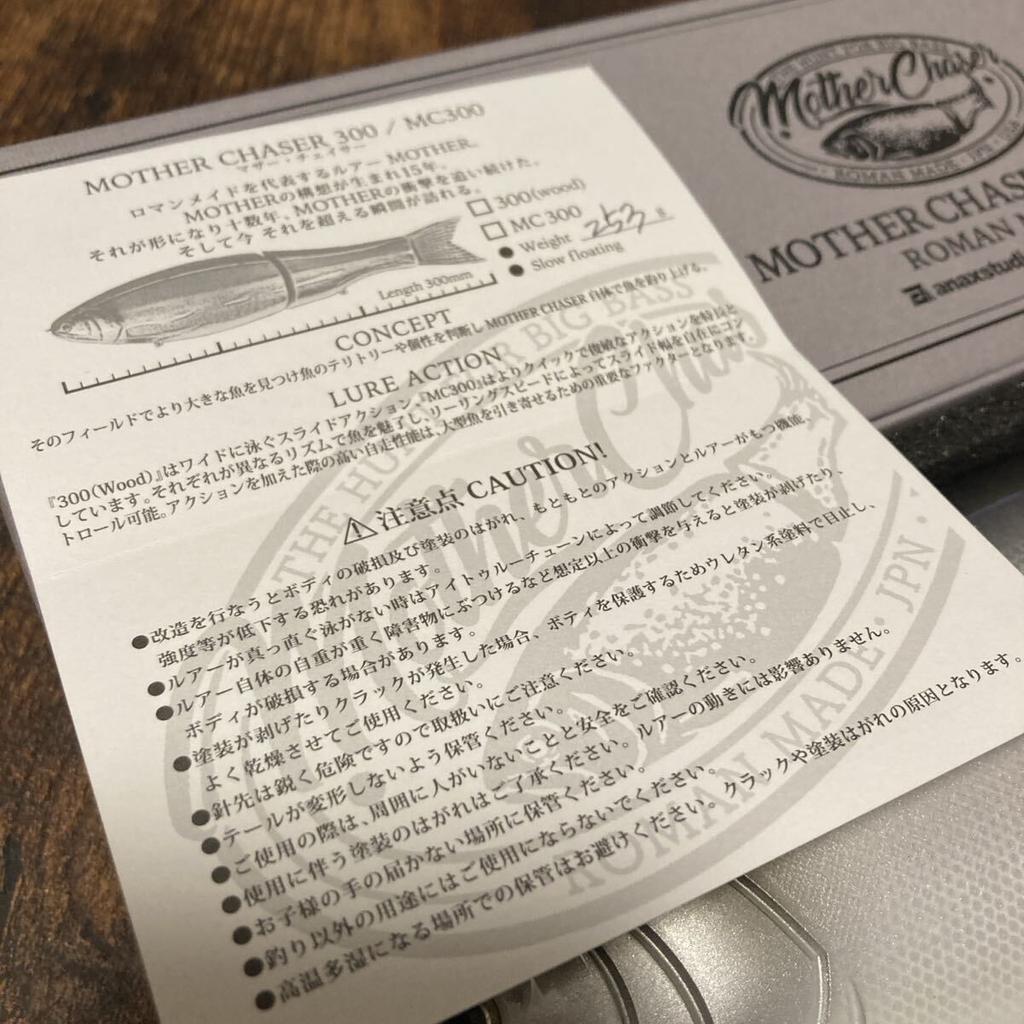 MOTHER CHASER 300 / MC300
マザー・チェイサー
ロマンメイドを代表するルアー MOTHER。
MOTHERの構想が生まれ15年。
それが形になり十数年、MOTHERの衝撃を追い続けた。
そして今 それを超える瞬間が訪れる。
300(wood)
MC300
Weight 253 g
Slow floating
Length 300mm
CONCEPT
そのフィールドでより大きな魚を見つけ魚のテリトリーや個性を判断し MOTHER CHASER 自体で魚を釣り上げる。
LURE ACTION
『300(Wood)』はワイドに泳ぐスライドアクション、『MC300』はよりクイックで俊敏なアクションを特長と
しています。それぞれが異なるリズムで魚を魅了し、リーリングスピードによってスライド幅を自在にコン
トロール可能。アクションを加えた際の高い自走性能は、大型魚を引き寄せるための重要なファクターとなります。
⚠注意点 CAUTION!
●改造を行なうとボディの破損及び塗装のはがれ、もともとのアクションとルアーがもつ機能、
強度等が低下する恐れがあります。
●ルアーが真っ直ぐ泳がない時はアイトゥルーチューンによって調節してください。
●ルアー自体の自重が重く障害物にぶつけるなど想定以上の衝撃を与えると塗装が剥げたり、
ボディが破損する場合があります。
●塗装が剥げたりクラックが発生した場合、ボディを保護するためウレタン系塗料で目止し、
よく乾燥させてご使用ください。
●針先は鋭く危険ですので取扱いにご注意ください。
●テールが変形しないよう保管ください。
●ご使用の際は、周囲に人がいないことと安全をご確認ください。
●使用に伴う塗装のはがれはご了承ください。ルアーの動きには影響ありません。
●お子様の手の届かない場所に保管ください。
●釣り以外の用途にはご使用にならないでください。
●高温多湿になる場所での保管はお避けください。クラックや塗装はがれの原因となります。
THE HUNT FOR BIG BASS
Mother Chaser
ROMAN MADE. JPN.
THE HUNT FOR BIG BASS
Mother Chaser
ROMAN MADE · JPN
MOTHER CHAS
ROMAN M
anaxstudi